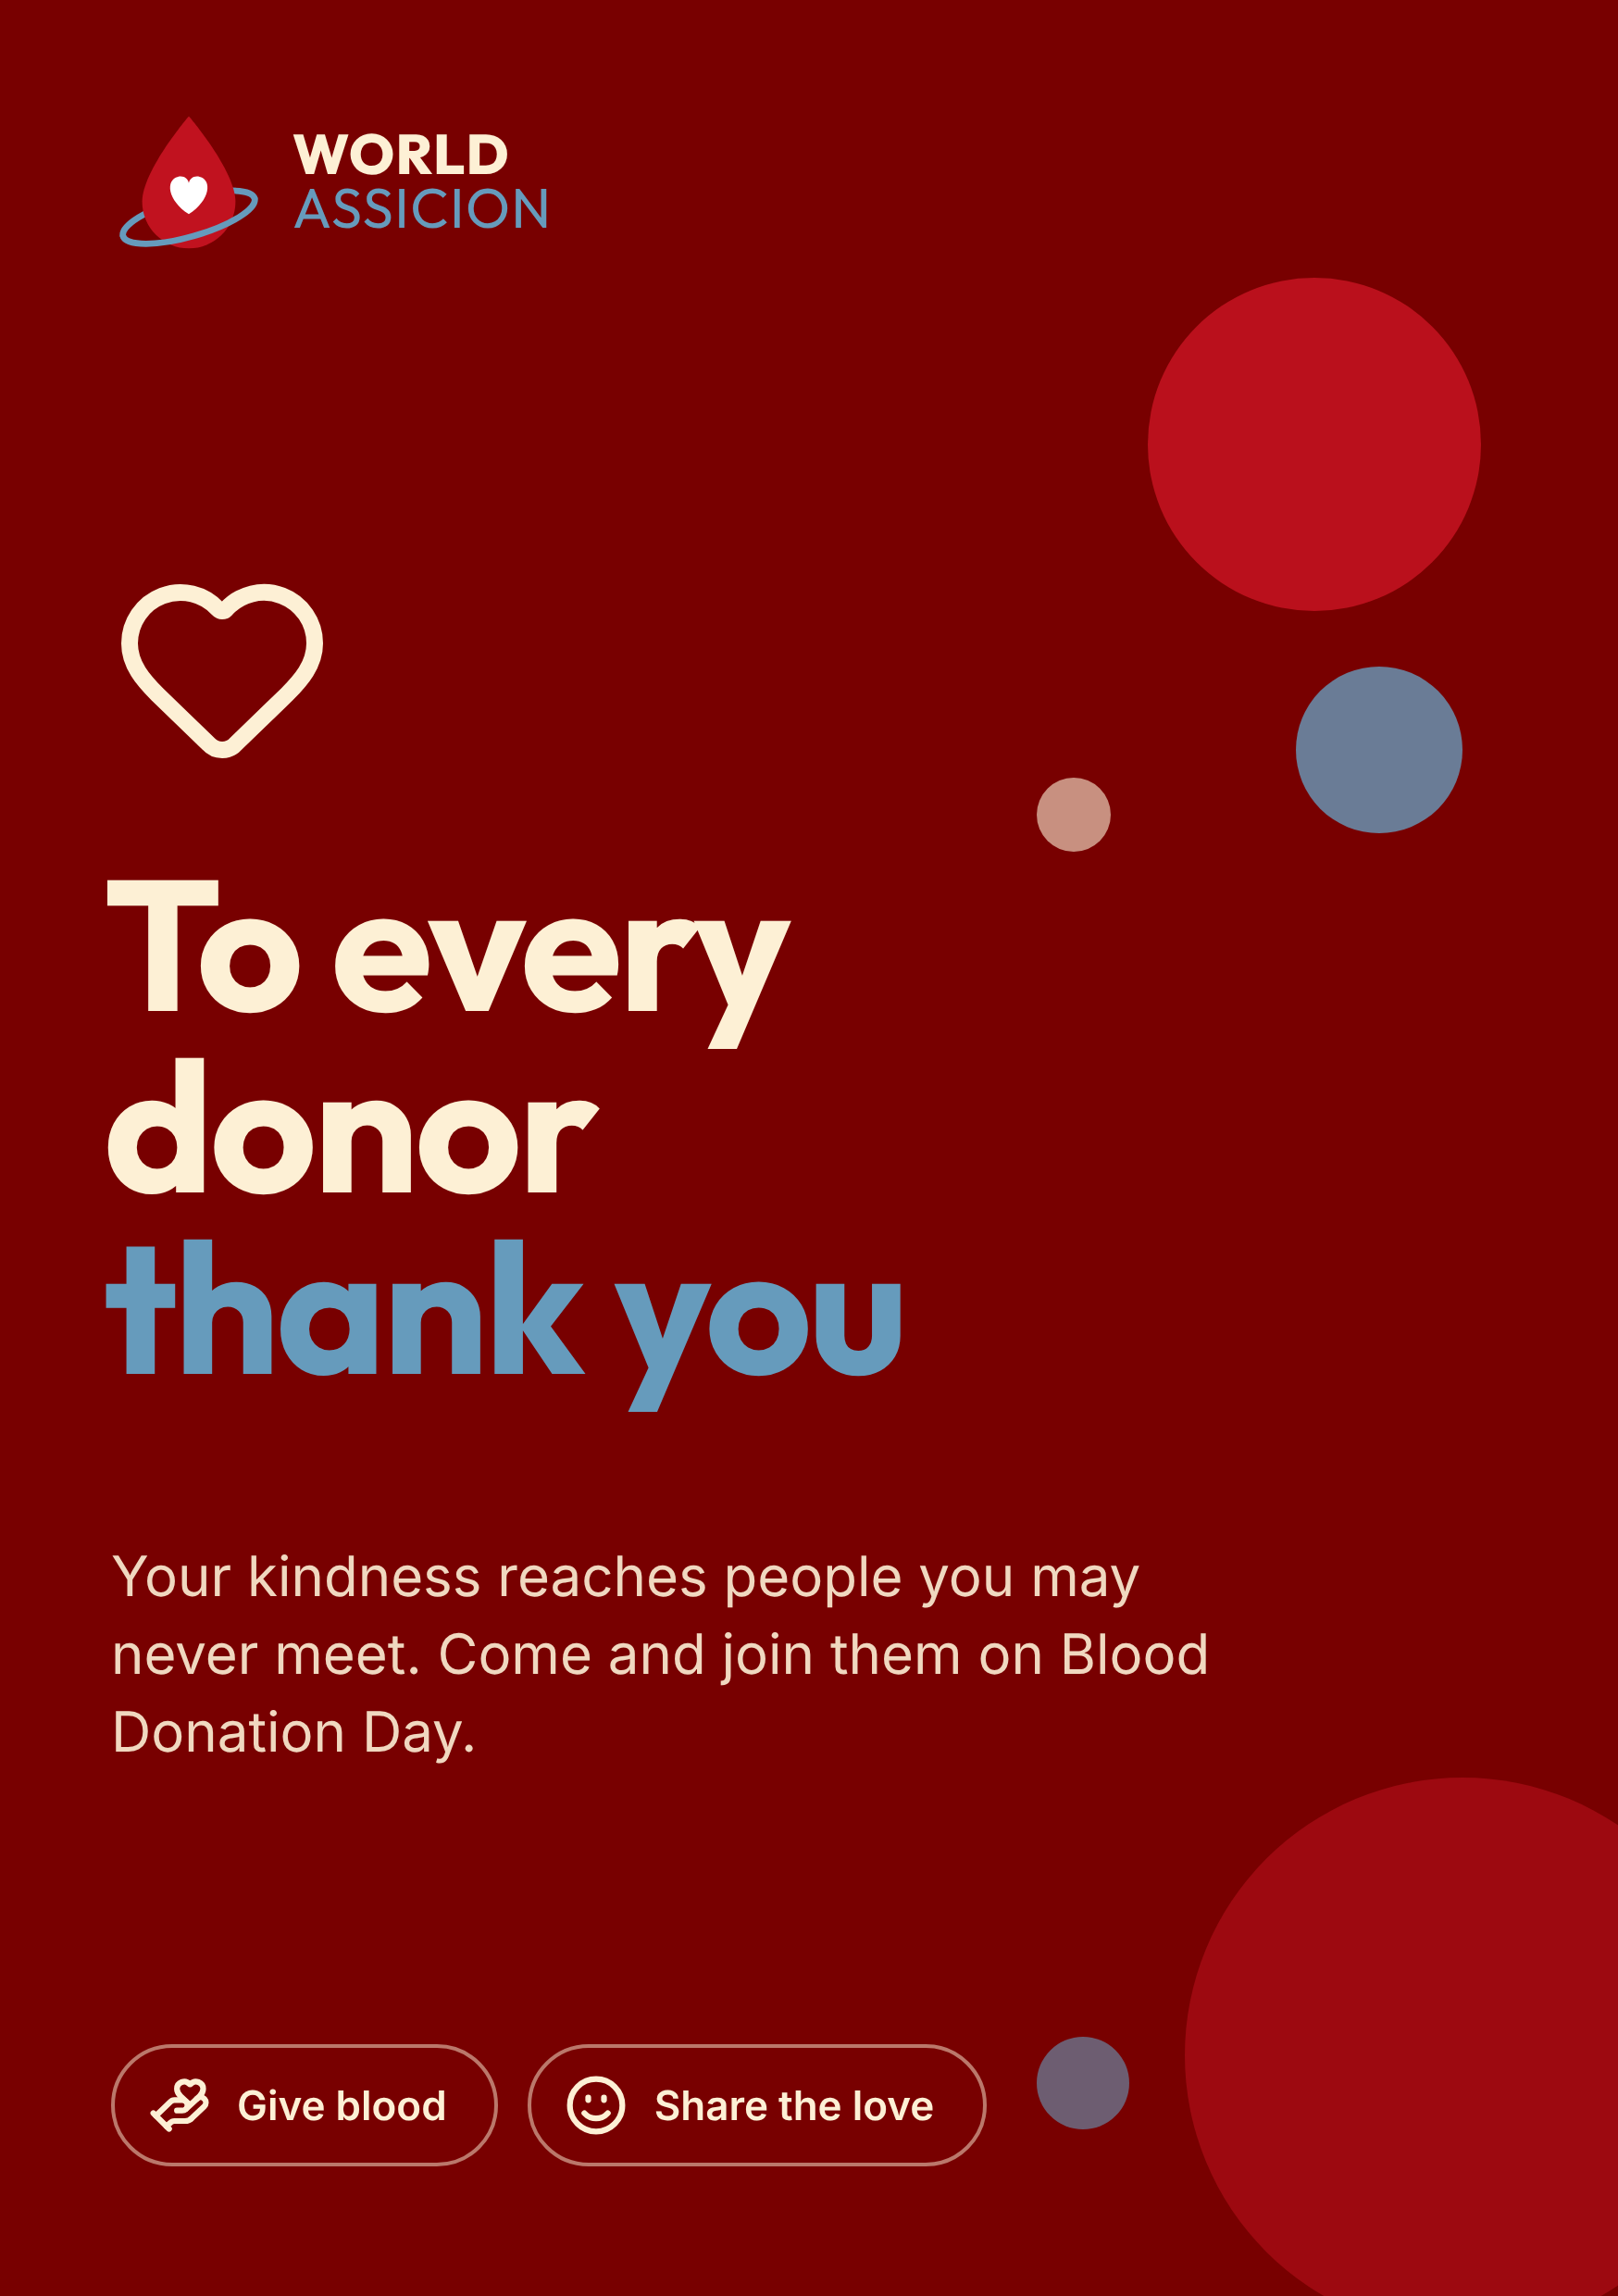 WORLD
ASSICION
To every
donor
thank you
Your kindness reaches people you may
never meet. Come and join them on Blood
Donation Day.
Give blood
Share the love